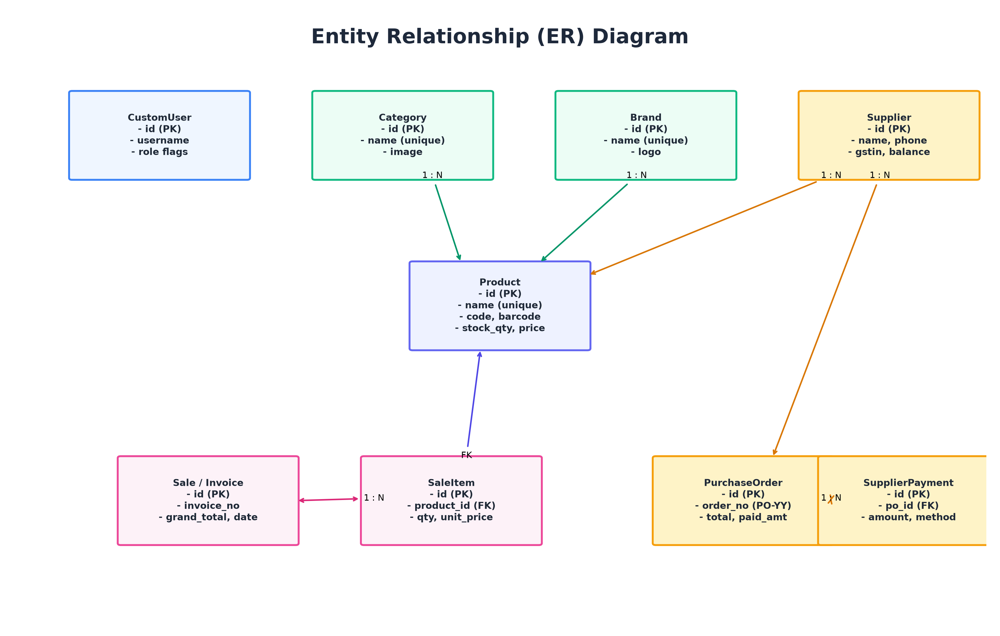 Entity Relationship (ER) Diagram
CustomUser
- id (PK)
- username
- role flags
Category
- id (PK)
- name (unique)
- image
1 : N
Brand
- id (PK)
- name (unique)
- logo
1 : N
Supplier
- id (PK)
- name, phone
- gstin, balance
1 : N
1 : N
Product
- id (PK)
- name (unique)
- code, barcode
- stock_qty, price
FK
Sale / Invoice
- id (PK)
- invoice_no
- grand_total, date
1 : N
SaleItem
- id (PK)
- product_id (FK)
- qty, unit_price
PurchaseOrder
- id (PK)
- order_no (PO-YY)
- total, paid_amt
1 : N
SupplierPayment
- id (PK)
- po_id (FK)
- amount, method